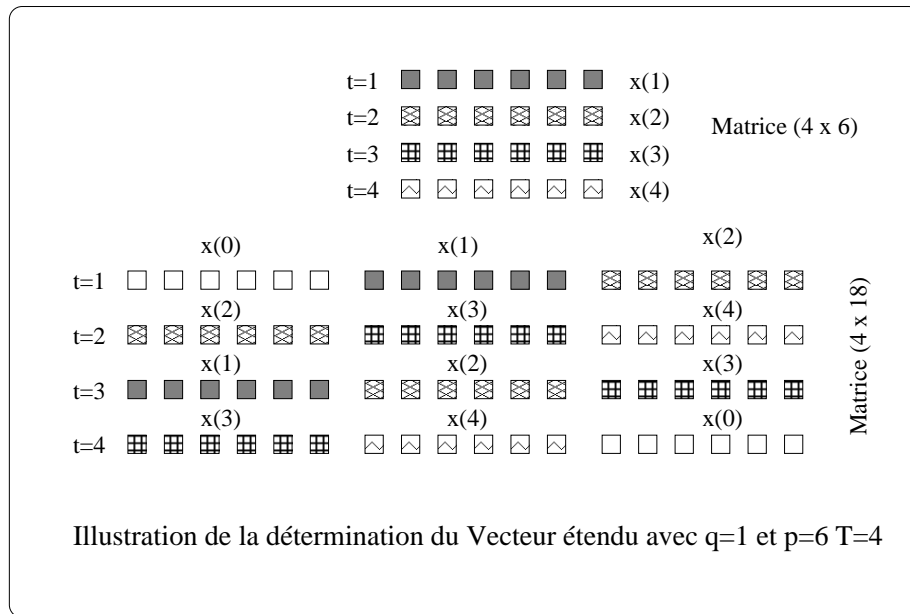 t=1 x(1)
t=2 x(2)
Matrice (4 x 6)
t=3 x(3)
t=4 x(4)
x(0) x(1) x(2)
t=1
x(2) x(3) x(4)
t=2
x(1) x(2) x(3)
t=3
x(3) x(4) x(0)
t=4
Matrice (4 x 18)
Illustration de la détermination du Vecteur étendu avec q=1 et p=6 T=4